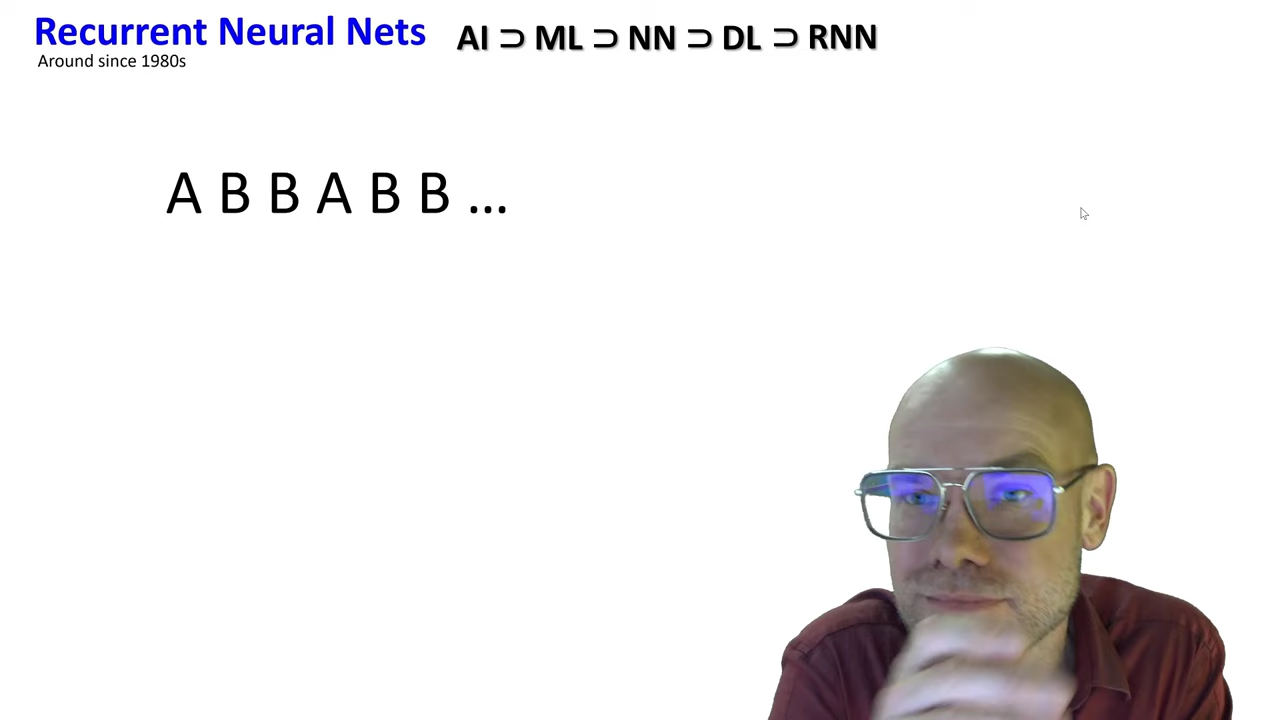 Recurrent Neural Nets AI ⊃ ML ⊃ NN ⊃ DL ⊃ RNN
Around since 1980s
A B B A B B ...